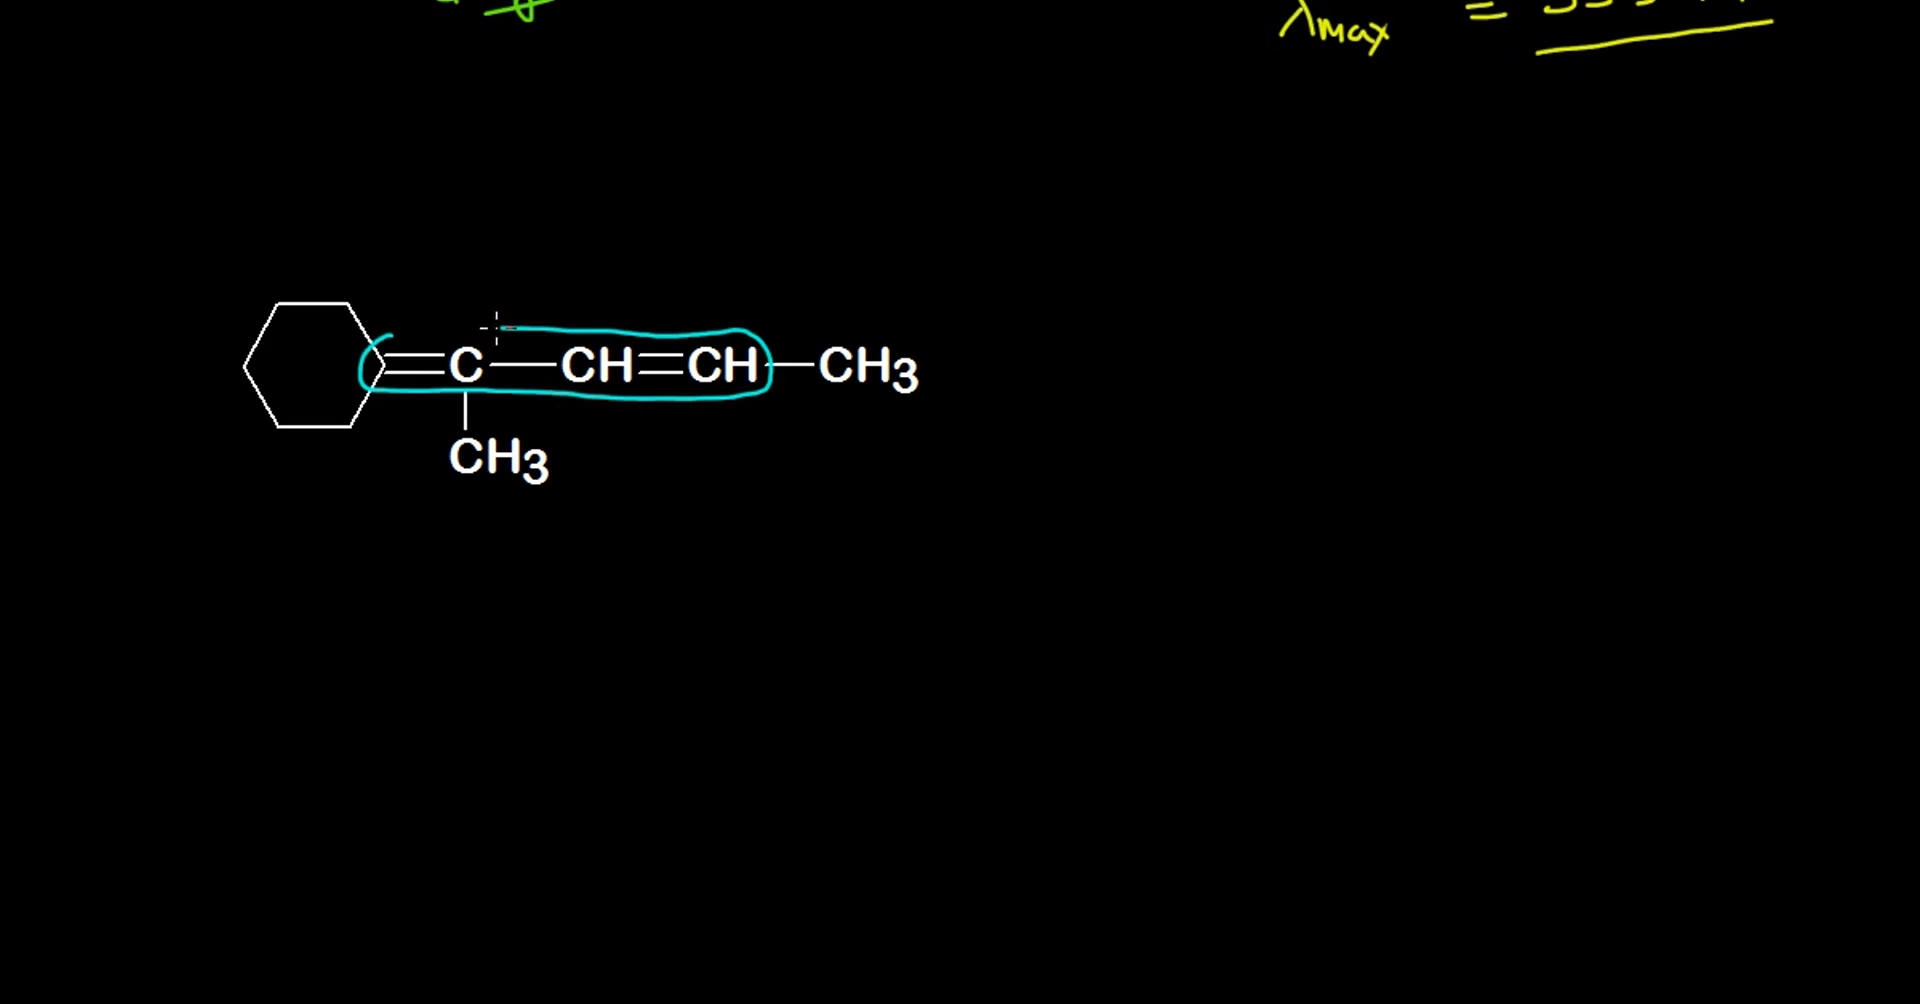 λmax =
C CH CH CH3
CH3